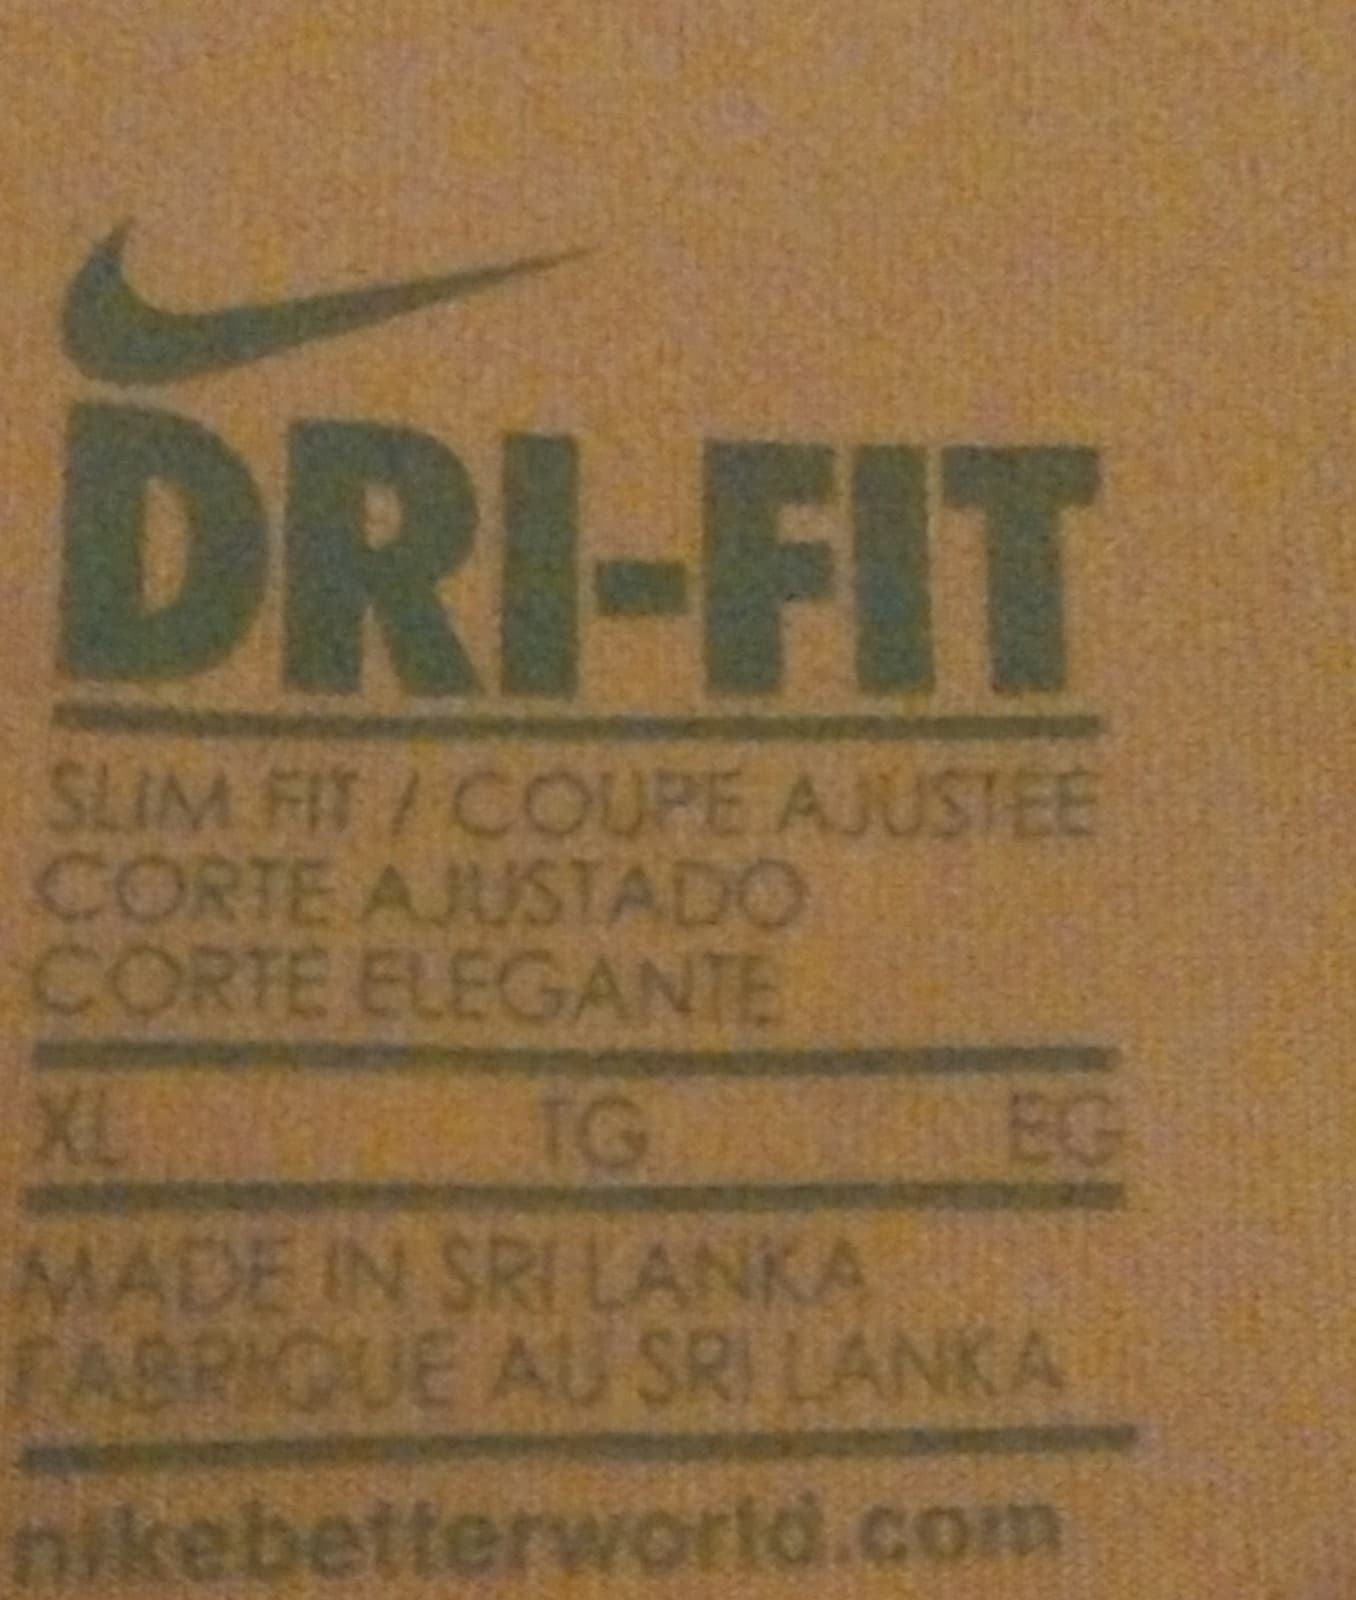 DRI-FIT
SLIM FIT / COUPE AJUSTÉE
CORTE AJUSTADO
CORTE ELEGANTE
XL TG EG
MADE IN SRI LANKA
FABRIQUÉ AU SRI LANKA
nikebetterworld.com